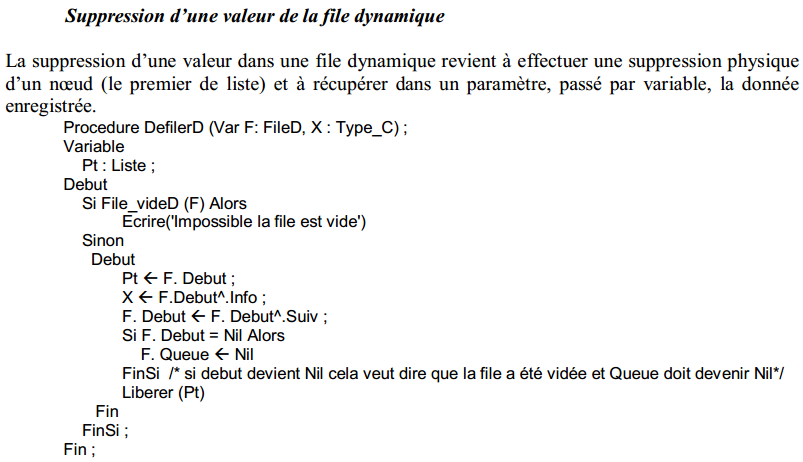 Suppression d’une valeur de la file dynamique
La suppression d’une valeur dans une file dynamique revient à effectuer une suppression physique
d’un nœud (le premier de liste) et à récupérer dans un paramètre, passé par variable, la donnée
enregistrée.
Procedure DefilerD (Var F: FileD, X : Type_C) ;
Variable
Pt : Liste ;
Debut
Si File_videD (F) Alors
Ecrire('Impossible la file est vide')
Sinon
Debut
Pt ← F. Debut ;
X ← F.Debut^.Info ;
F. Debut ← F. Debut^.Suiv ;
Si F. Debut = Nil Alors
F. Queue ← Nil
FinSi /* si debut devient Nil cela veut dire que la file a été vidée et Queue doit devenir Nil*/
Liberer (Pt)
Fin
FinSi ;
Fin ;